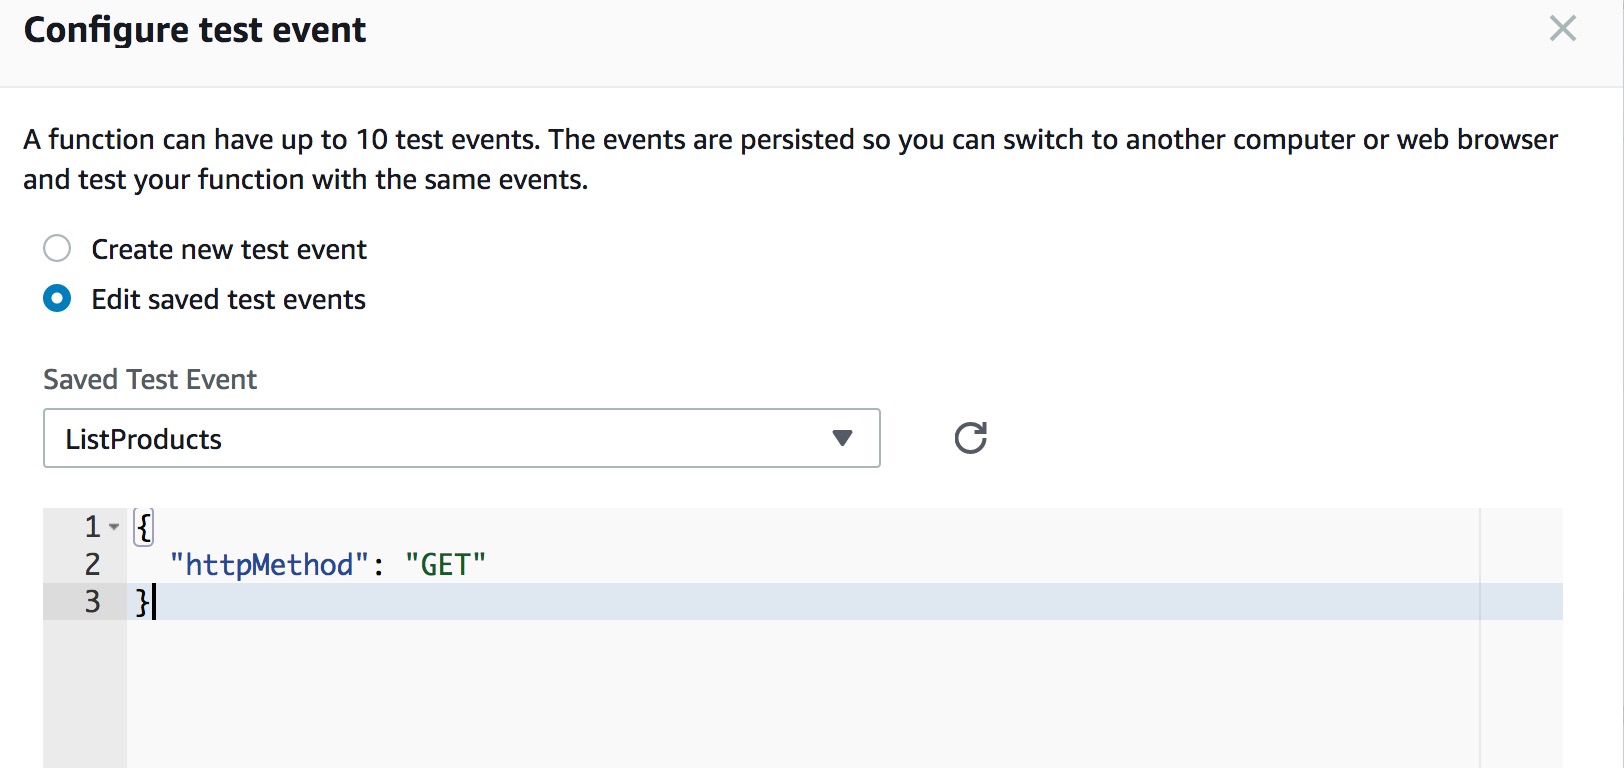 Configure test event
A function can have up to 10 test events. The events are persisted so you can switch to another computer or web browser
and test your function with the same events.
Create new test event
Edit saved test events
Saved Test Event
ListProducts
1 {
2 "httpMethod": "GET"
3 }